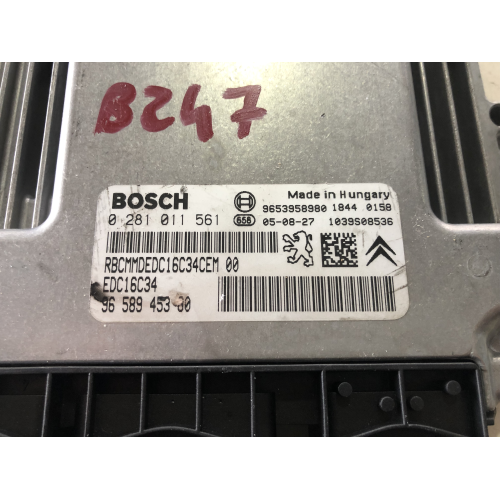 B247
BOSCH
Made in Hungary
9653958980 1844 0158
0 281 011 561 658 05-08-27 1039S08536
RBCMMDEDC16C34CEM 00
EDC16C34
96 589 453 80